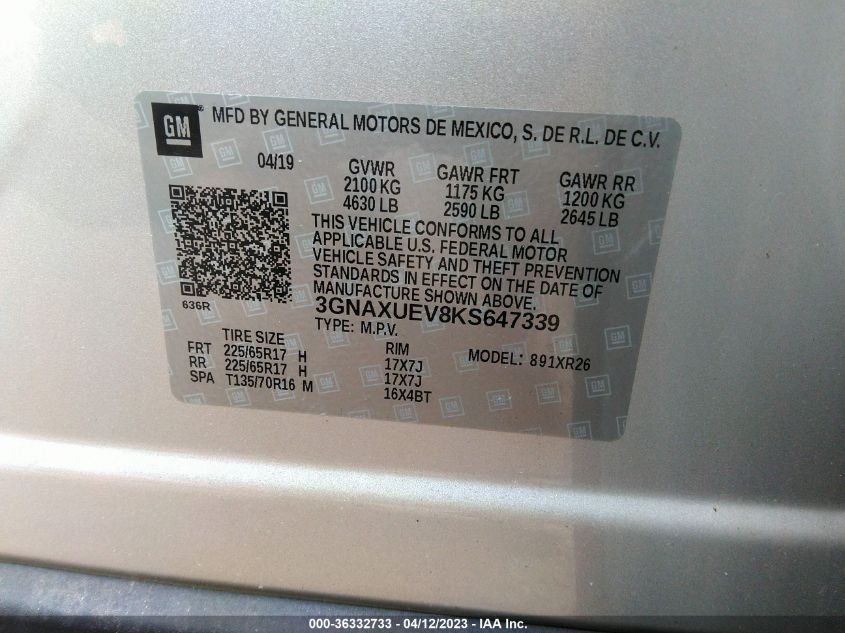 GM
MFD BY GENERAL MOTORS DE MEXICO, S. DE R.L. DE C.V.
04/19 GVWR GAWR FRT GAWR RR
2100 KG 1175 KG 1200 KG
4630 LB 2590 LB 2645 LB
THIS VEHICLE CONFORMS TO ALL
APPLICABLE U.S. FEDERAL MOTOR
VEHICLE SAFETY AND THEFT PREVENTION
STANDARDS IN EFFECT ON THE DATE OF
MANUFACTURE SHOWN ABOVE.
636R
3GNAXUEV8KS647339
TYPE: M.P.V.
TIRE SIZE RIM MODEL: 891XR26
FRT 225/65R17 H 17X7J
RR 225/65R17 H 17X7J
SPA T135/70R16 M 16X4BT
000-36332733 - 04/12/2023 - IAA Inc.